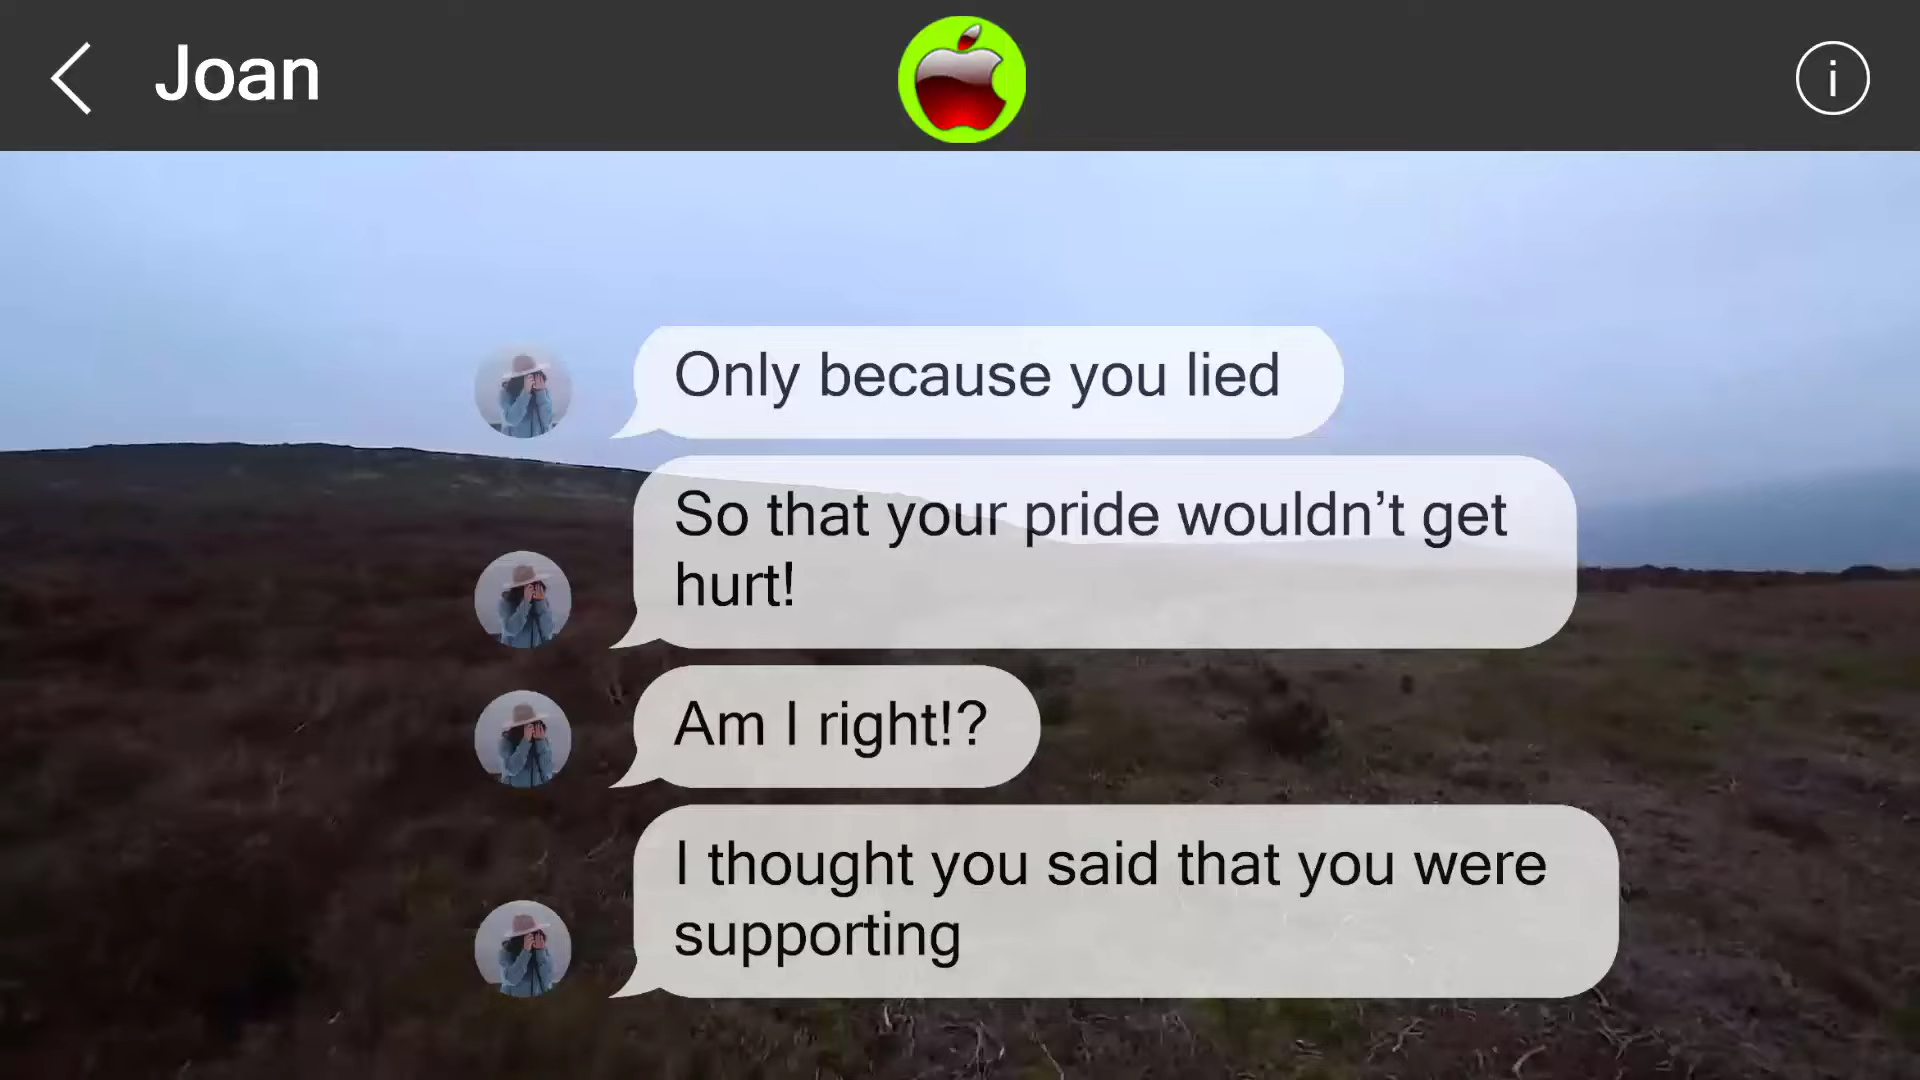 Joan
i
Only because you lied
So that your pride wouldn’t get
hurt!
Am I right!?
I thought you said that you were
supporting